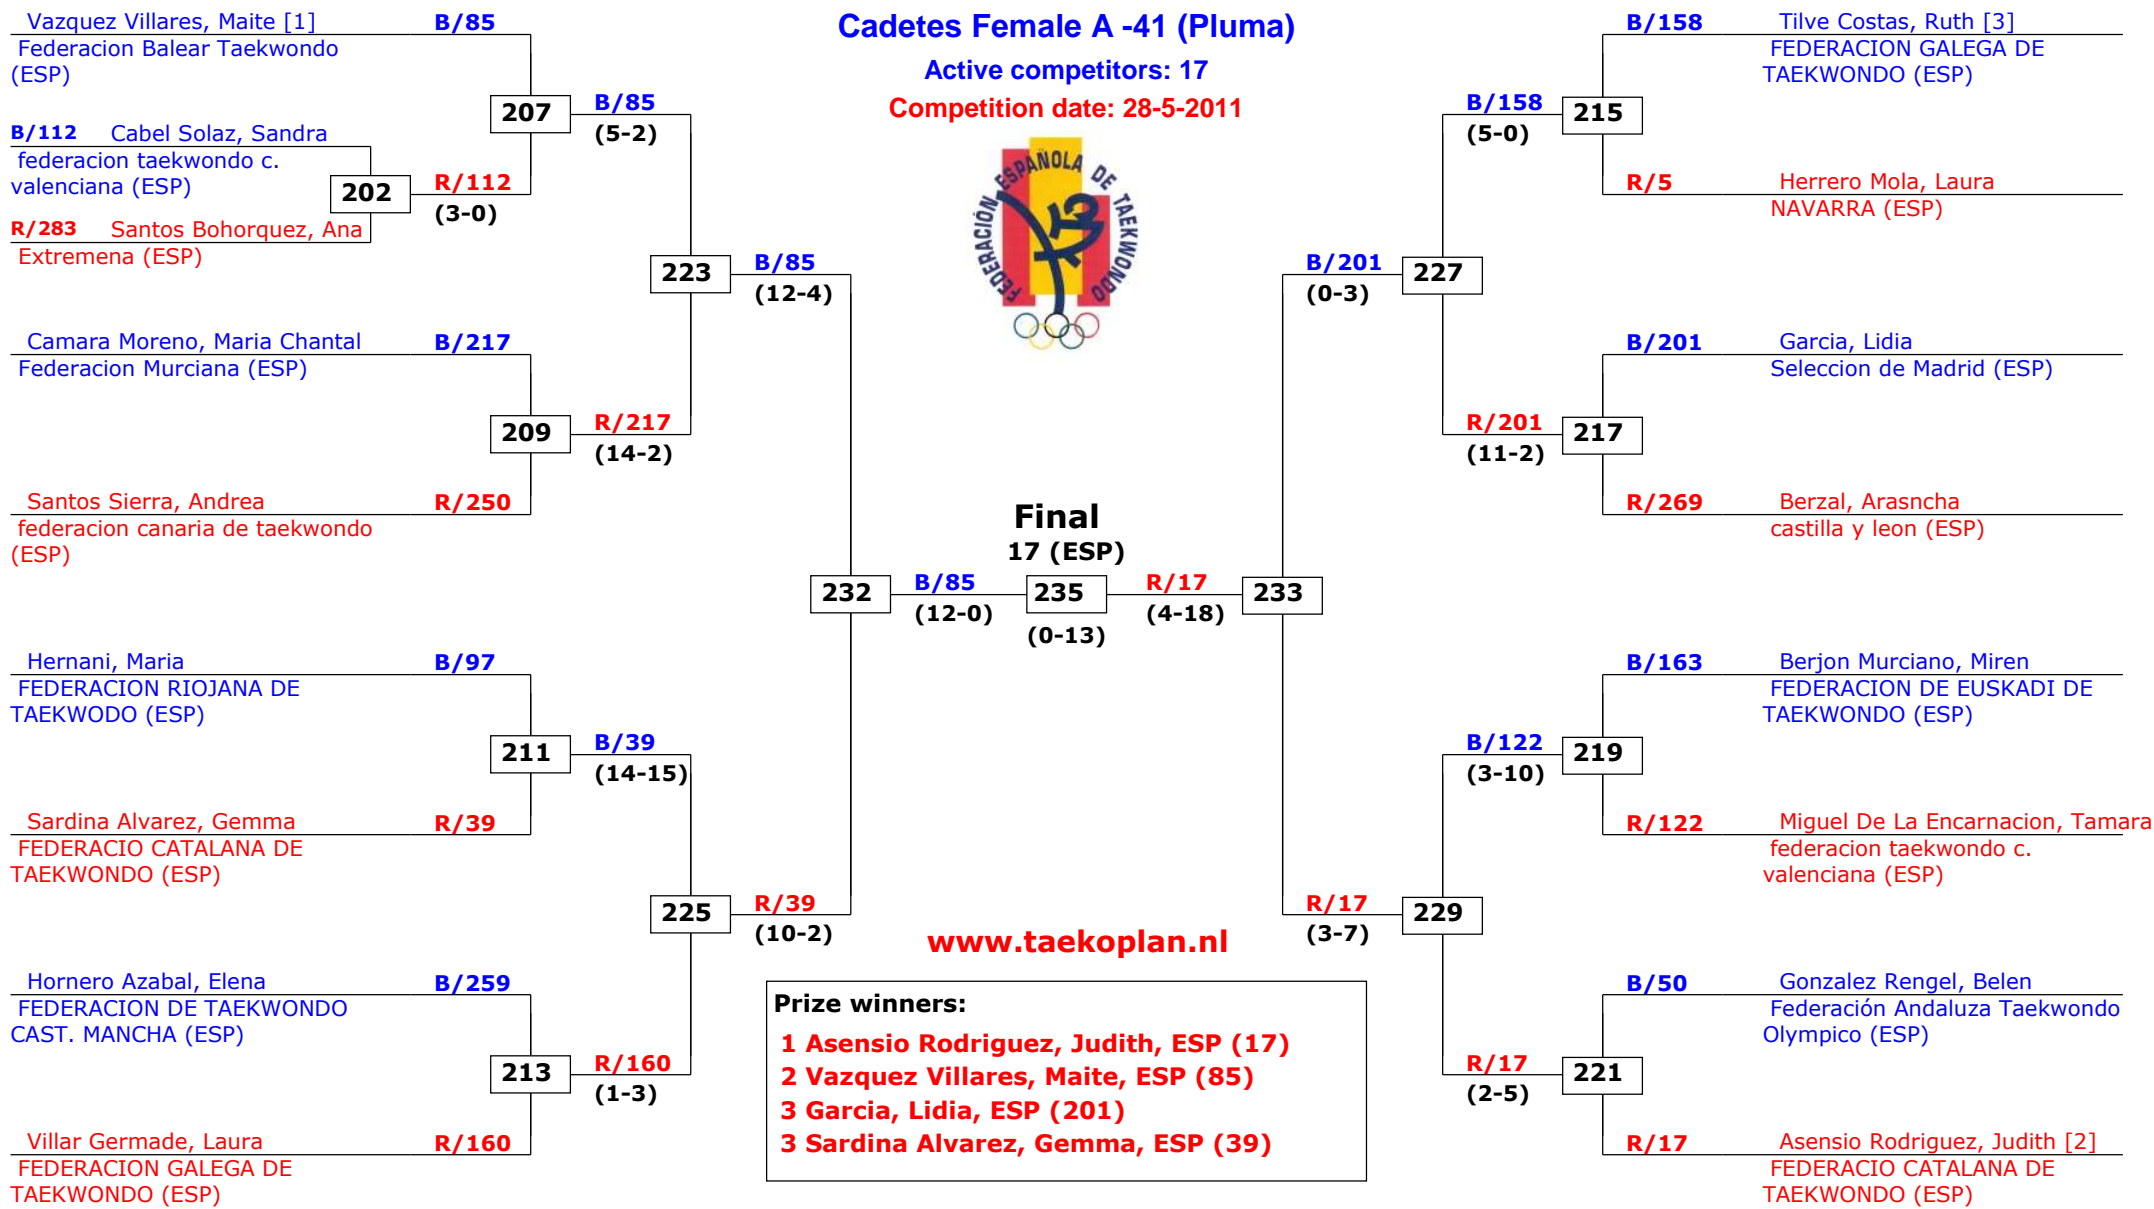 Cadetes Female A -41 (Pluma)
Active competitors: 17
Competition date: 28-5-2011
FEDERACIÓN ESPAÑOLA DE TAEKWONDO
Vazquez Villares, Maite [1] B/85
Federacion Balear Taekwondo
(ESP)
207
B/85
(5-2)
B/112 Cabel Solaz, Sandra
federacion taekwondo c.
valenciana (ESP)
202
R/112
(3-0)
R/283 Santos Bohorquez, Ana
Extremena (ESP)
223
B/85
(12-4)
Camara Moreno, Maria Chantal B/217
Federacion Murciana (ESP)
209
R/217
(14-2)
Santos Sierra, Andrea R/250
federacion canaria de taekwondo
(ESP)
232
B/85
(12-0)
Hernani, Maria B/97
FEDERACION RIOJANA DE
TAEKWODO (ESP)
211
B/39
(14-15)
Sardina Alvarez, Gemma R/39
FEDERACIO CATALANA DE
TAEKWONDO (ESP)
225
R/39
(10-2)
Hornero Azabal, Elena B/259
FEDERACION DE TAEKWONDO
CAST. MANCHA (ESP)
213
R/160
(1-3)
Villar Germade, Laura R/160
FEDERACION GALEGA DE
TAEKWONDO (ESP)
Final
17 (ESP)
235
(0-13)
B/158 Tilve Costas, Ruth [3]
FEDERACION GALEGA DE
TAEKWONDO (ESP)
B/158
(5-0)
215
R/5 Herrero Mola, Laura
NAVARRA (ESP)
B/201
(0-3)
227
B/201 Garcia, Lidia
Seleccion de Madrid (ESP)
R/201
(11-2)
217
R/269 Berzal, Arasncha
castilla y leon (ESP)
R/17
(4-18)
233
B/163 Berjon Murciano, Miren
FEDERACION DE EUSKADI DE
TAEKWONDO (ESP)
B/122
(3-10)
219
R/122 Miguel De La Encarnacion, Tamara
federacion taekwondo c.
valenciana (ESP)
R/17
(3-7)
229
B/50 Gonzalez Rengel, Belen
Federación Andaluza Taekwondo
Olympico (ESP)
R/17
(2-5)
221
R/17 Asensio Rodriguez, Judith [2]
FEDERACIO CATALANA DE
TAEKWONDO (ESP)
www.taekoplan.nl
Prize winners:
1 Asensio Rodriguez, Judith, ESP (17)
2 Vazquez Villares, Maite, ESP (85)
3 Garcia, Lidia, ESP (201)
3 Sardina Alvarez, Gemma, ESP (39)